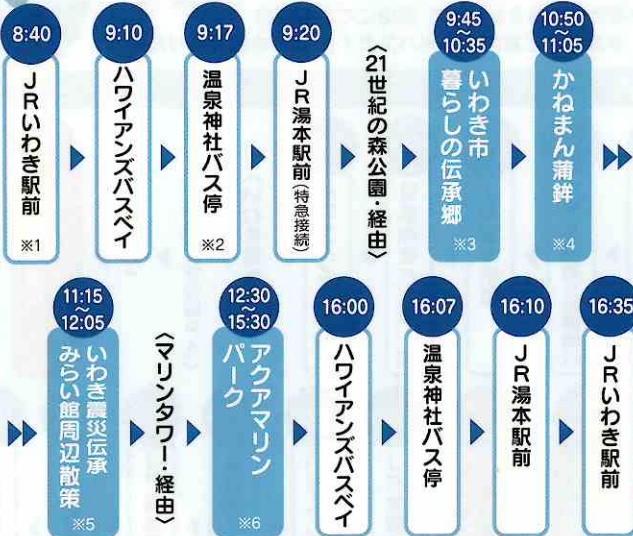 8:40
JRいわき駅前
※1
9:10
ハワイアンズバスベイ
9:17
温泉神社バス停
※2
9:20
JR湯本駅前(特急接続)
〈21世紀の森公園・経由〉
9:45
〜
10:35
いわき市
暮らしの伝承郷
※3
10:50
〜
11:05
かねまん蒲鉾
※4
11:15
〜
12:05
いわき震災伝承
みらい館周辺散策
※5
〈マリンタワー・経由〉
12:30
〜
15:30
アクアマリン
パーク
※6
16:00
ハワイアンズバスベイ
16:07
温泉神社バス停
16:10
JR湯本駅前
16:35
JRいわき駅前